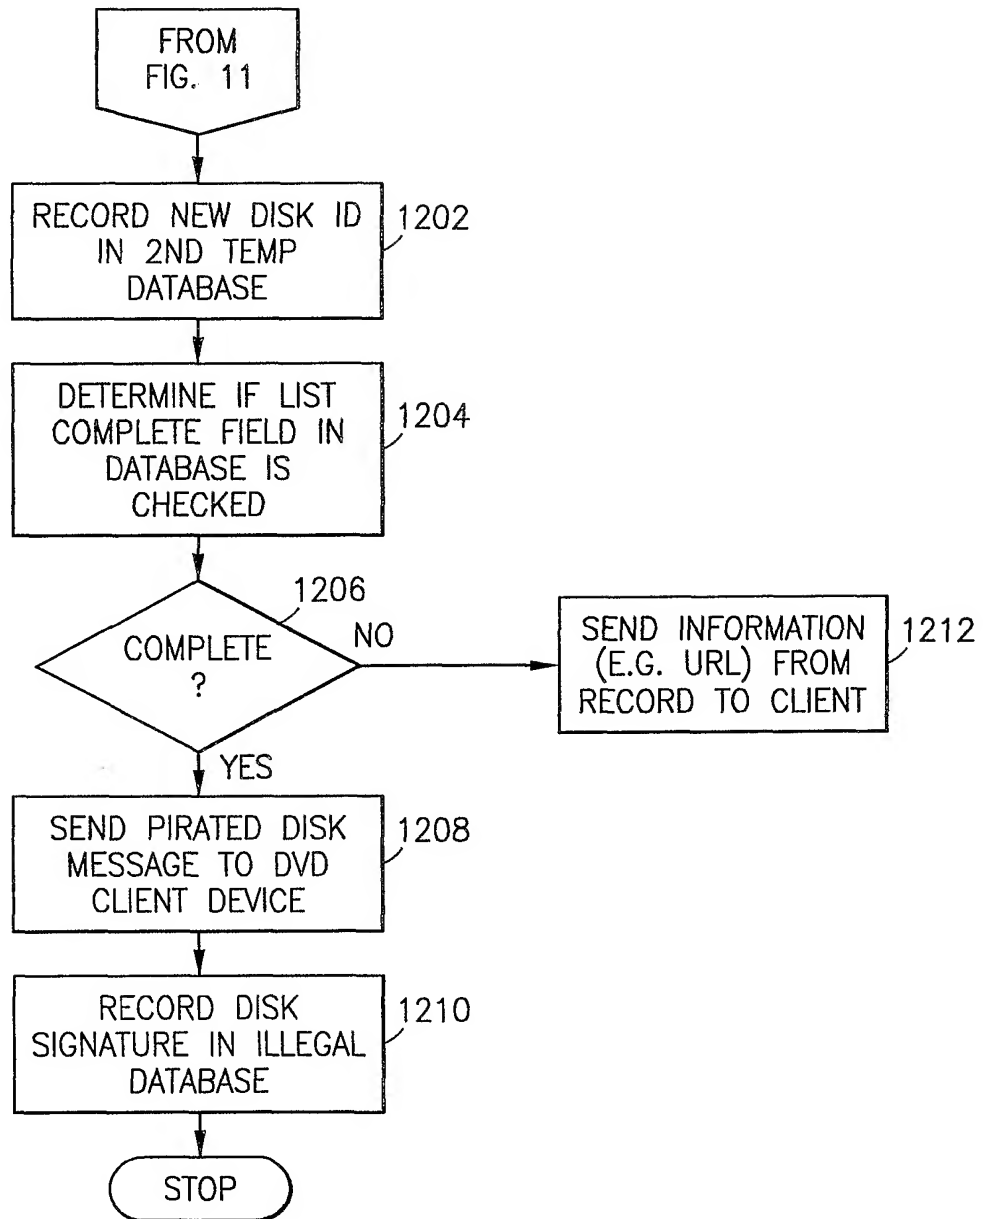 FROM
FIG. 11
RECORD NEW DISK ID
IN 2ND TEMP
DATABASE
1202
DETERMINE IF LIST
COMPLETE FIELD IN
DATABASE IS
CHECKED
1204
1206
COMPLETE
?
NO
SEND INFORMATION
(E.G. URL) FROM
RECORD TO CLIENT
1212
YES
SEND PIRATED DISK
MESSAGE TO DVD
CLIENT DEVICE
1208
RECORD DISK
SIGNATURE IN ILLEGAL
DATABASE
1210
STOP